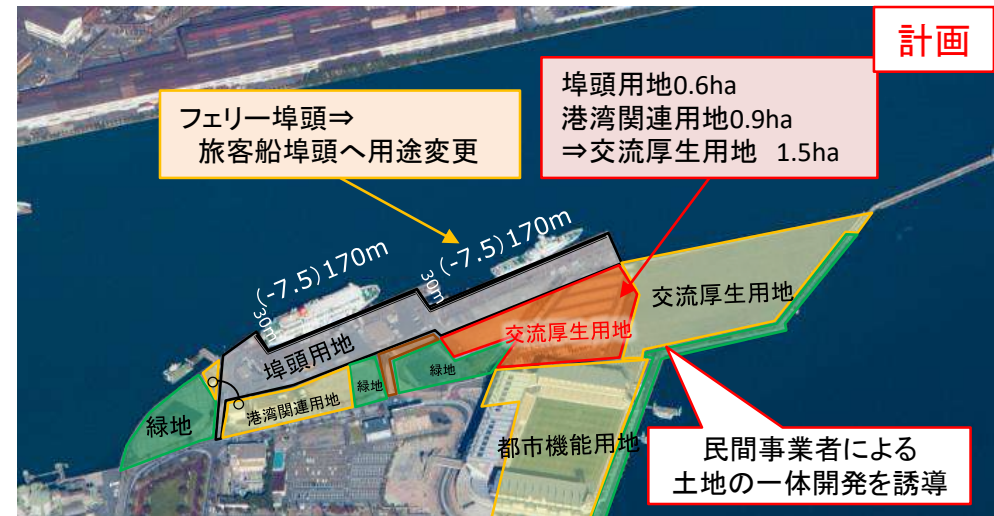 計画
フェリー埠頭⇒
旅客船埠頭へ用途変更
埠頭用地0.6ha
港湾関連用地0.9ha
⇒交流厚生用地 1.5ha
(-7.5)170m
30m
(-7.5)170m
30m
交流厚生用地
交流厚生用地
埠頭用地
緑地
緑地
港湾関連用地
緑地
都市機能用地
民間事業者による
土地の一体開発を誘導